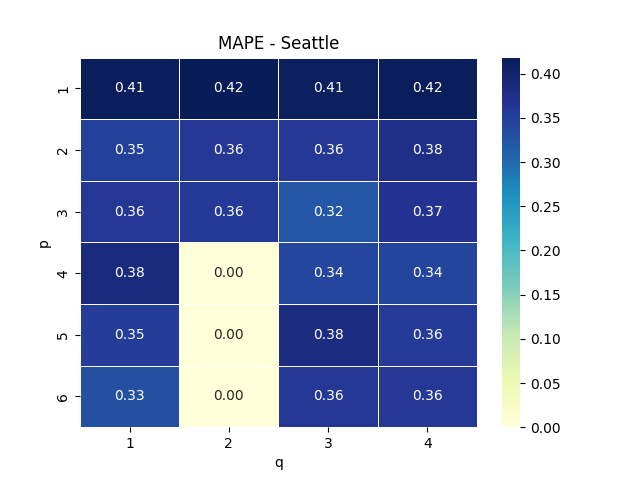 MAPE - Seattle
1 0.41 0.42 0.41 0.42
2 0.35 0.36 0.36 0.38
3 0.36 0.36 0.32 0.37
4 0.38 0.00 0.34 0.34
5 0.35 0.00 0.38 0.36
6 0.33 0.00 0.36 0.36
1 2 3 4
q
p
0.40
0.35
0.30
0.25
0.20
0.15
0.10
0.05
0.00